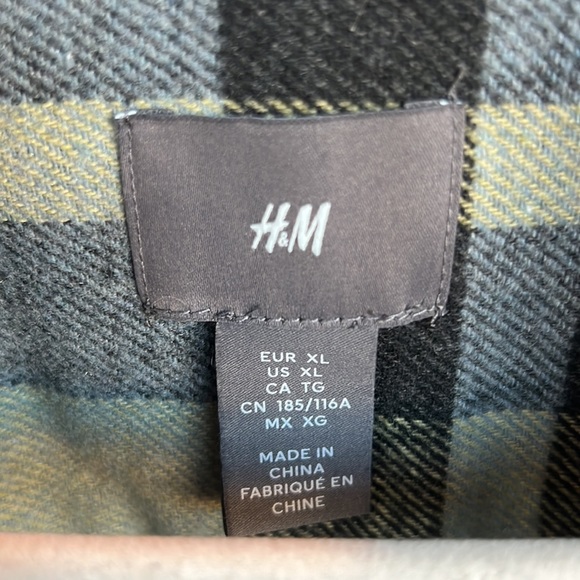 H&M
EUR XL
US XL
CA TG
CN 185/116A
MX XG
MADE IN
CHINA
FABRIQUÉ EN
CHINE